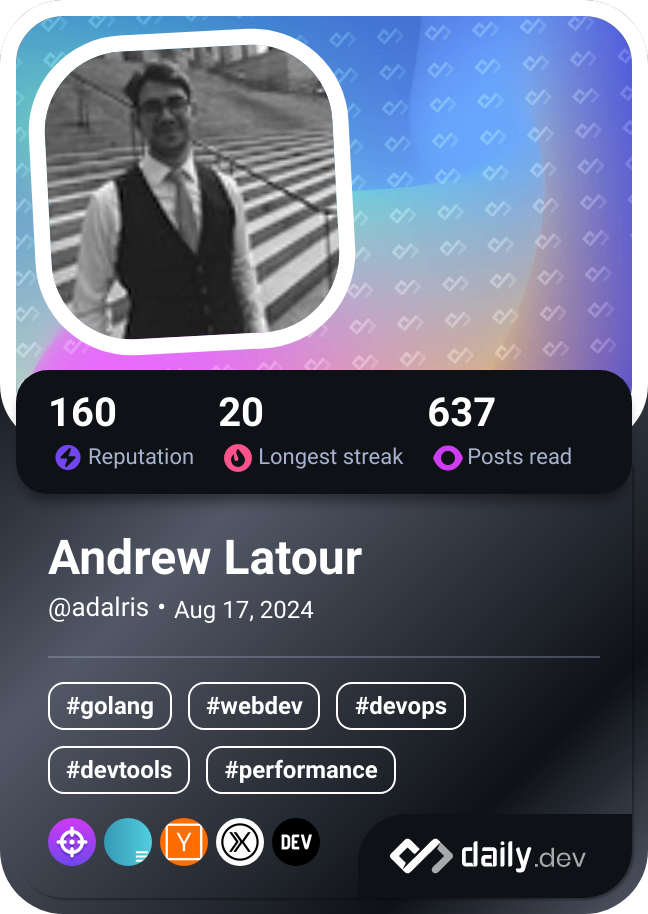 160 20 637
Reputation Longest streak Posts read
Andrew Latour
@adalris • Aug 17, 2024
#golang #webdev #devops
#devtools #performance
Y DEV
daily.dev